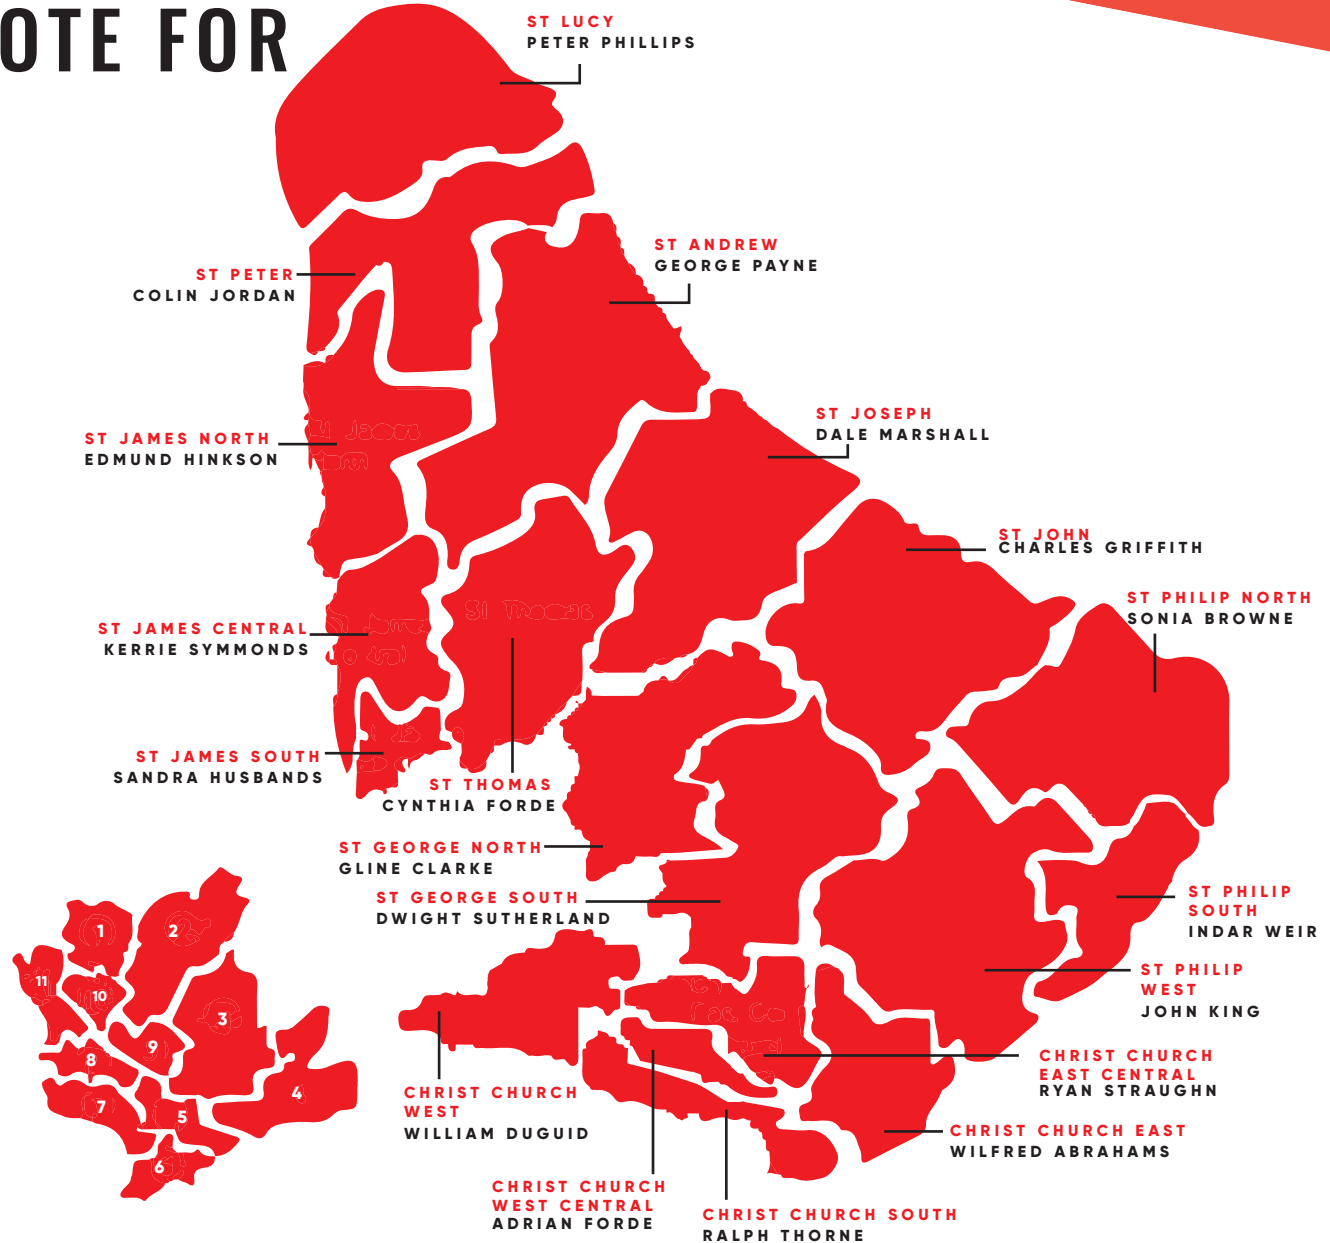 OTE FOR
ST LUCY
PETER PHILLIPS
ST ANDREW
GEORGE PAYNE
ST PETER
COLIN JORDAN
ST JOSEPH
DALE MARSHALL
ST JAMES NORTH
EDMUND HINKSON
ST JOHN
CHARLES GRIFFITH
ST PHILIP NORTH
SONIA BROWNE
St Thomas
ST JAMES CENTRAL
KERRIE SYMMONDS
ST JAMES SOUTH
SANDRA HUSBANDS
ST THOMAS
CYNTHIA FORDE
ST GEORGE NORTH
GLINE CLARKE
ST GEORGE SOUTH
DWIGHT SUTHERLAND
ST PHILIP
SOUTH
INDAR WEIR
ST PHILIP
WEST
JOHN KING
CHRIST CHURCH
EAST CENTRAL
RYAN STRAUGHN
CHRIST CHURCH
WEST
WILLIAM DUGUID
CHRIST CHURCH EAST
WILFRED ABRAHAMS
CHRIST CHURCH
WEST CENTRAL
ADRIAN FORDE
CHRIST CHURCH SOUTH
RALPH THORNE
1
2
11
10
3
9
8
4
7
5
6